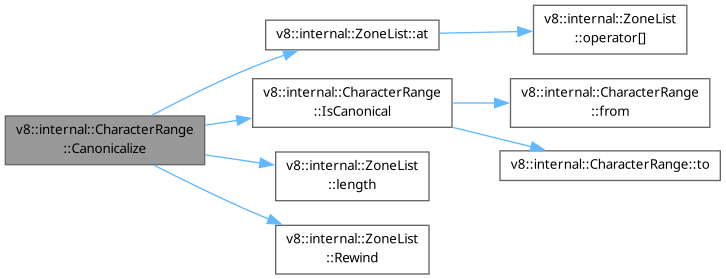 v8::internal::CharacterRange
::Canonicalize
v8::internal::ZoneList::at
v8::internal::ZoneList
::operator[]
v8::internal::CharacterRange
::IsCanonical
v8::internal::CharacterRange
::from
v8::internal::CharacterRange::to
v8::internal::ZoneList
::length
v8::internal::ZoneList
::Rewind